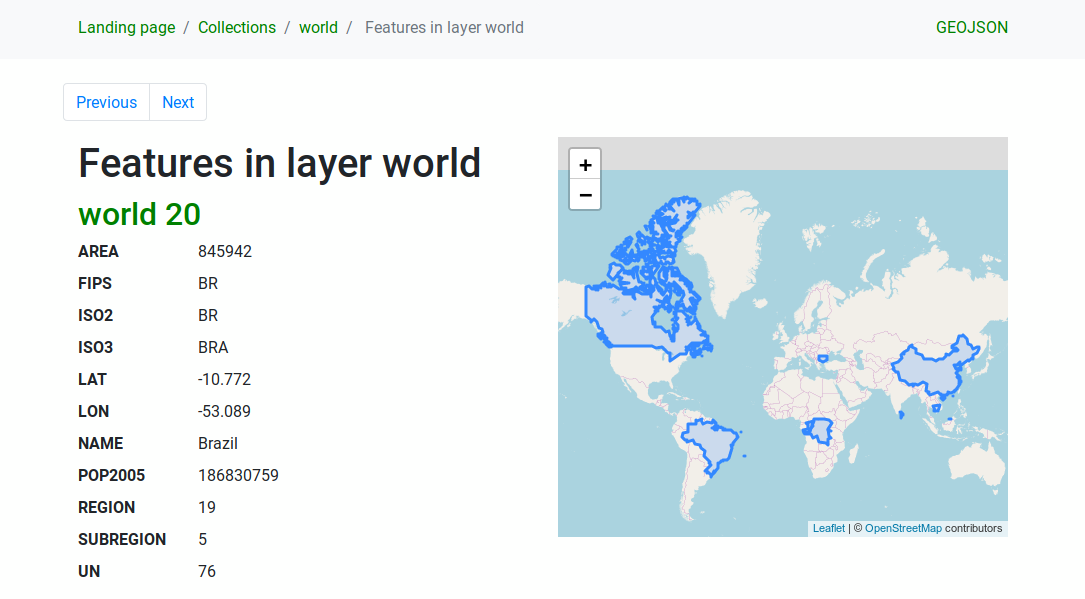 Landing page / Collections / world / Features in layer world GEOJSON
Previous Next
Features in layer world
world 20
AREA 845942
FIPS BR
ISO2 BR
ISO3 BRA
LAT -10.772
LON -53.089
NAME Brazil
POP2005 186830759
REGION 19
SUBREGION 5
UN 76
+
−
Leaflet | © OpenStreetMap contributors